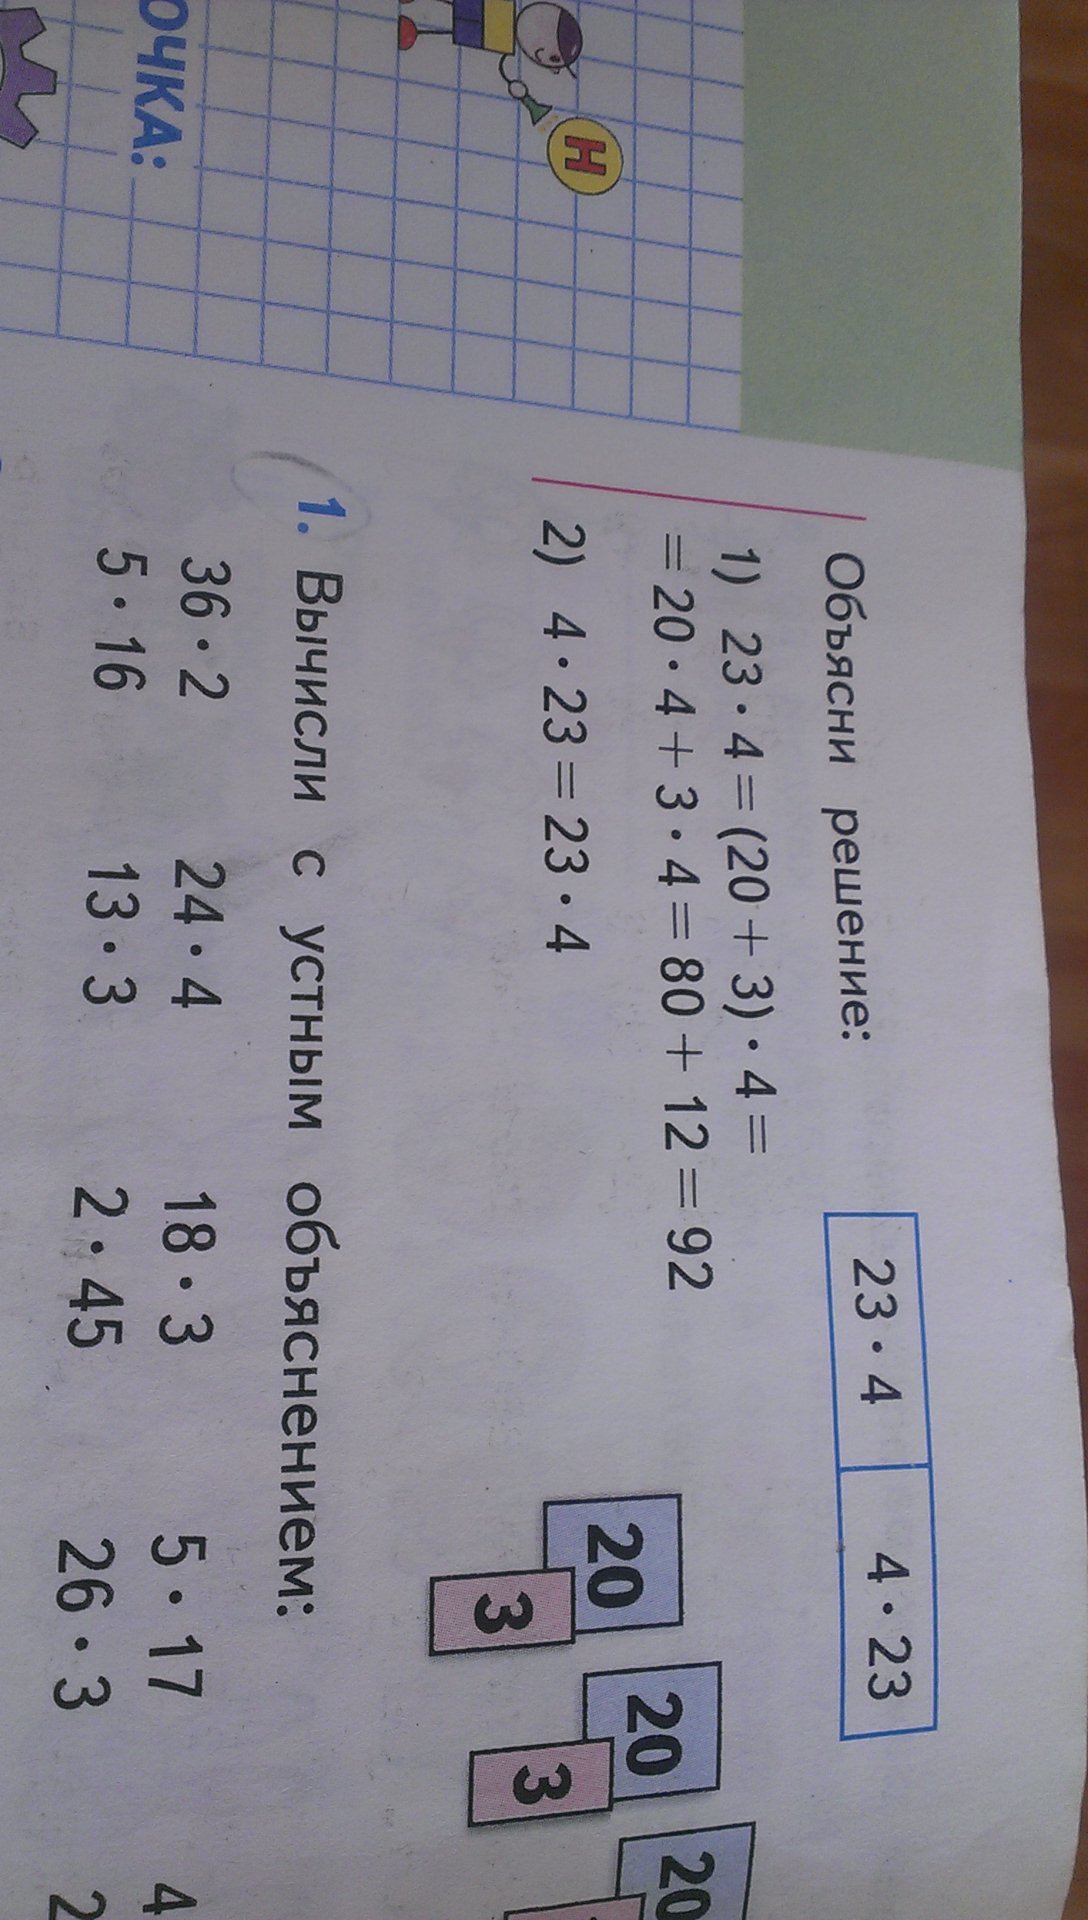 Объясни решение:
23 · 4
4 · 23
1) 23 · 4 = (20 + 3) · 4 =
= 20 · 4 + 3 · 4 = 80 + 12 = 92
2) 4 · 23 = 23 · 4
20
3
20
3
20
1. Вычисли с устным объяснением:
36 · 2 24 · 4 18 · 3 5 · 17 4
5 · 16 13 · 3 2 · 45 26 · 3 2
Н
ОЧКА: